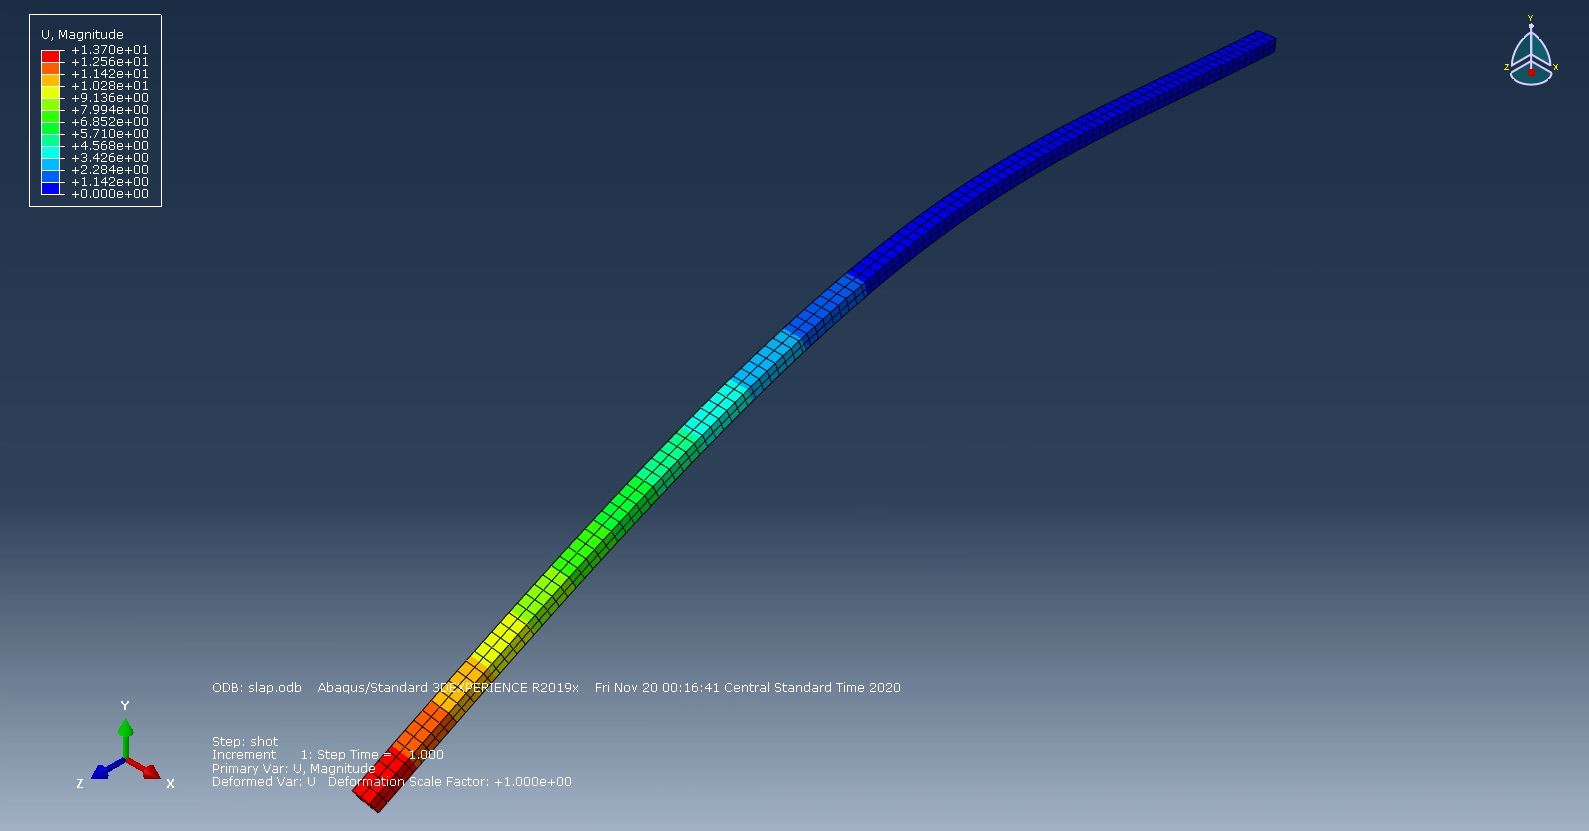 U, Magnitude
+1.370e+01
+1.256e+01
+1.142e+01
+1.028e+01
+9.136e+00
+7.994e+00
+6.852e+00
+5.710e+00
+4.568e+00
+3.426e+00
+2.284e+00
+1.142e+00
+0.000e+00
Y
Z
X
ODB: slap.odb    Abaqus/Standard 3DEXPERIENCE R2019x    Fri Nov 20 00:16:41 Central Standard Time 2020
Y
Z
X
Step: shot
Increment      1: Step Time =    1.000
Primary Var: U, Magnitude
Deformed Var: U   Deformation Scale Factor: +1.000e+00